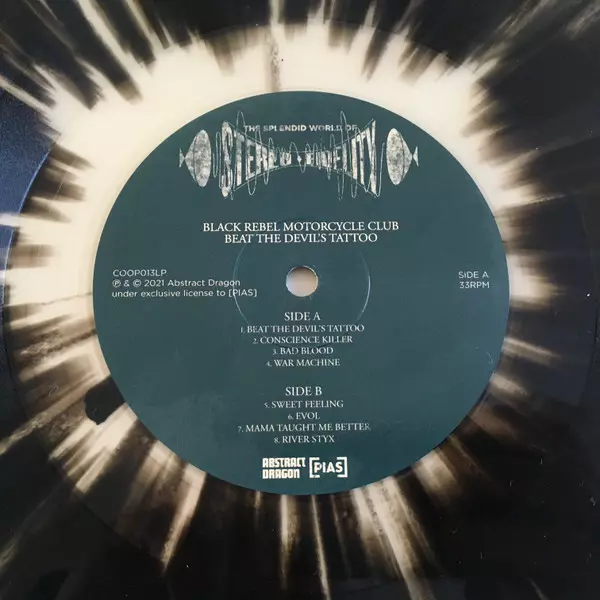 THE SPLENDID WORLD OF
STEREO FIDELITY
BLACK REBEL MOTORCYCLE CLUB
BEAT THE DEVIL'S TATTOO
COOP013LP
℗ & © 2021 Abstract Dragon
under exclusive license to [PIAS]
SIDE A
33RPM
SIDE A
1. BEAT THE DEVIL'S TATTOO
2. CONSCIENCE KILLER
3. BAD BLOOD
4. WAR MACHINE
SIDE B
5. SWEET FEELING
6. EVOL
7. MAMA TAUGHT ME BETTER
8. RIVER STYX
ABSTRACT
DRAGON
[PIAS]